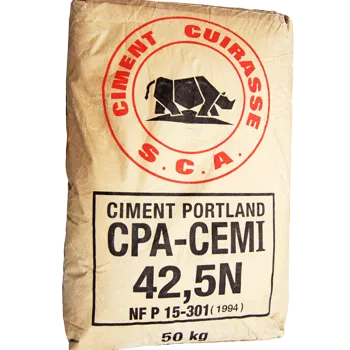 CIMENT CUIRASSE
S.C.A.
CIMENT PORTLAND
CPA-CEMI
42,5N
NF P 15-301 (1994)
50 kg